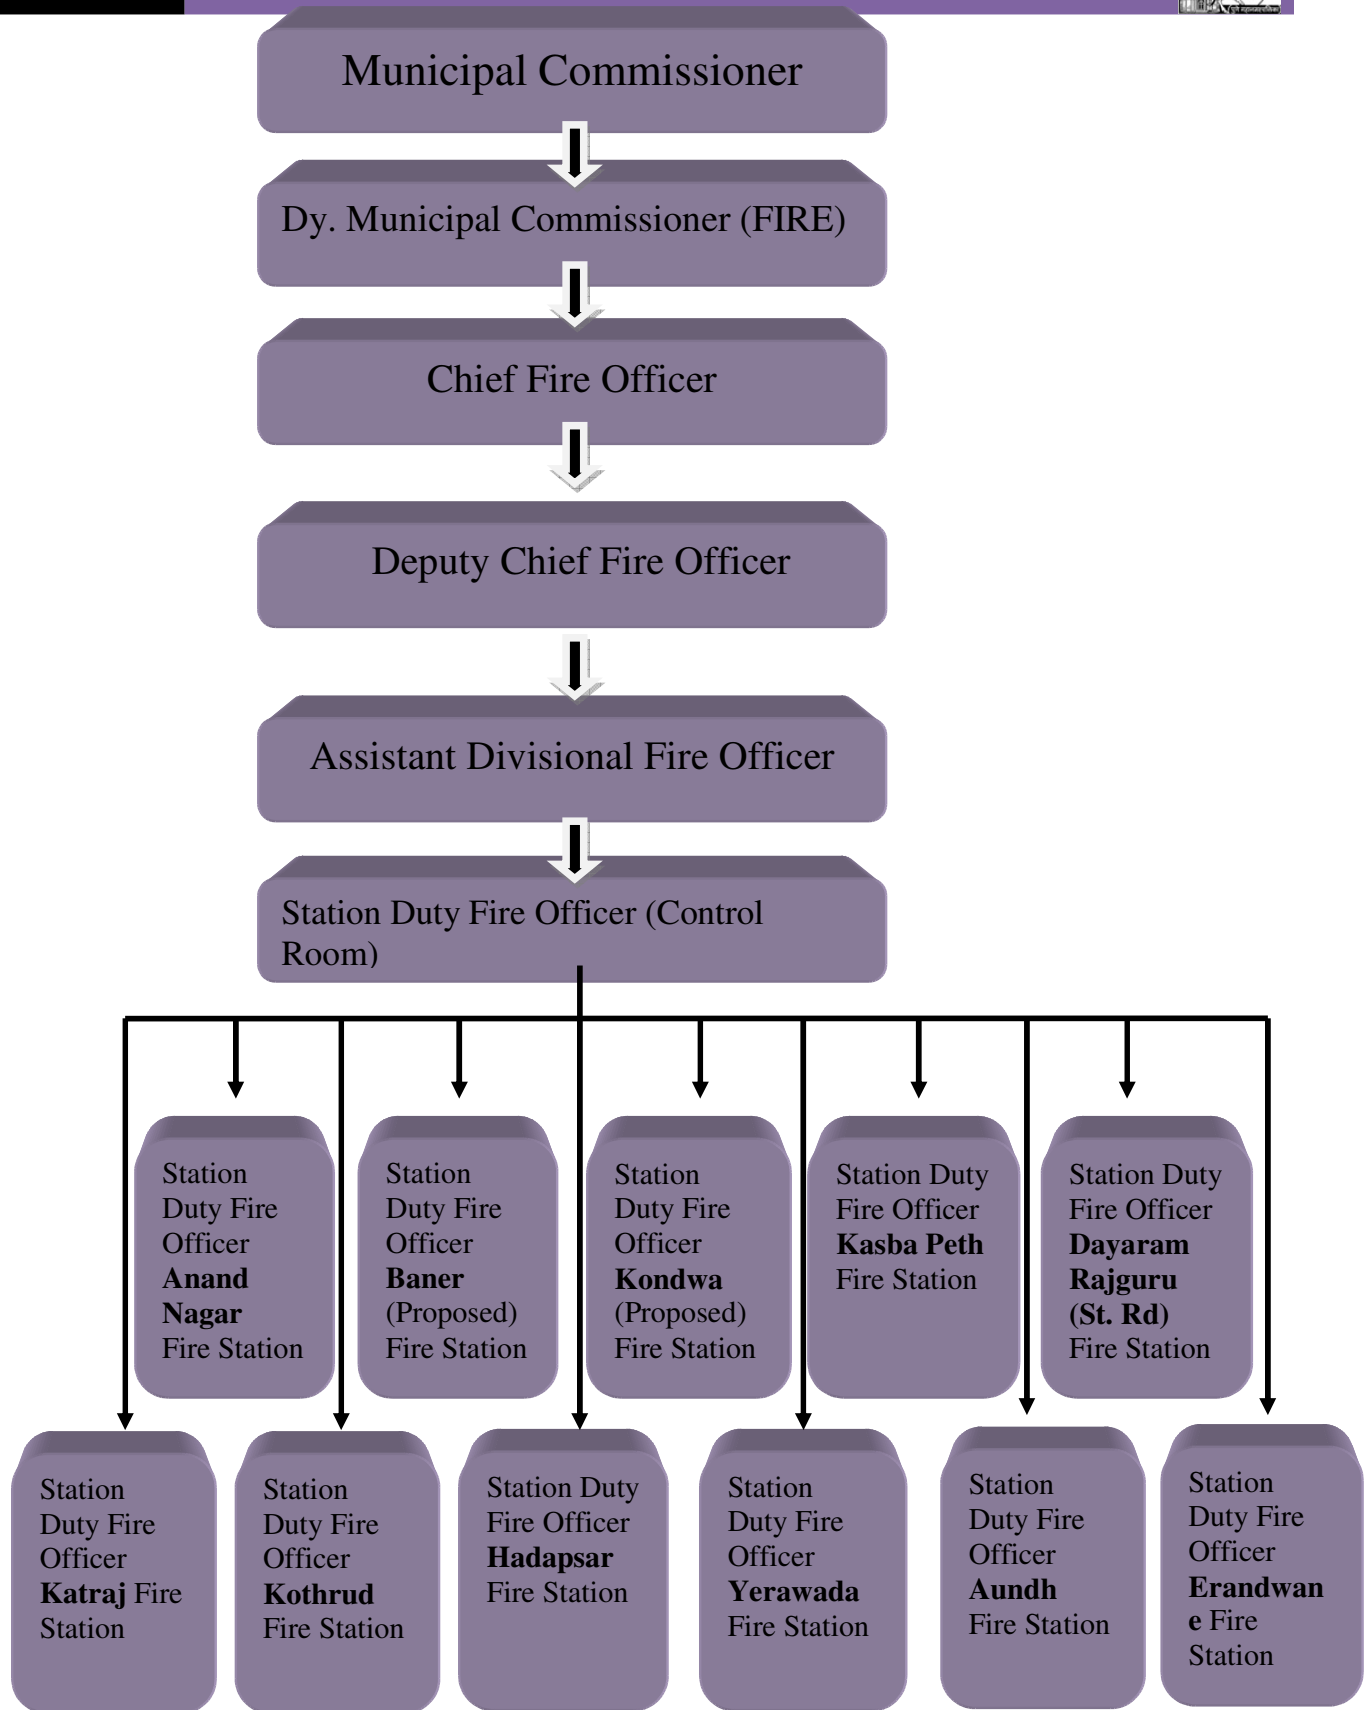 Municipal Commissioner
Dy. Municipal Commissioner (FIRE)
Chief Fire Officer
Deputy Chief Fire Officer
Assistant Divisional Fire Officer
Station Duty Fire Officer (Control
Room)
Station
Duty Fire
Officer
Anand
Nagar
Fire Station
Station
Duty Fire
Officer
Baner
(Proposed)
Fire Station
Station
Duty Fire
Officer
Kondwa
(Proposed)
Fire Station
Station Duty
Fire Officer
Kasba Peth
Fire Station
Station Duty
Fire Officer
Dayaram
Rajguru
(St. Rd)
Fire Station
Station
Duty Fire
Officer
Katraj Fire
Station
Station
Duty Fire
Officer
Kothrud
Fire Station
Station Duty
Fire Officer
Hadapsar
Fire Station
Station
Duty Fire
Officer
Yerawada
Fire Station
Station
Duty Fire
Officer
Aundh
Fire Station
Station
Duty Fire
Officer
Erandwan
e Fire
Station